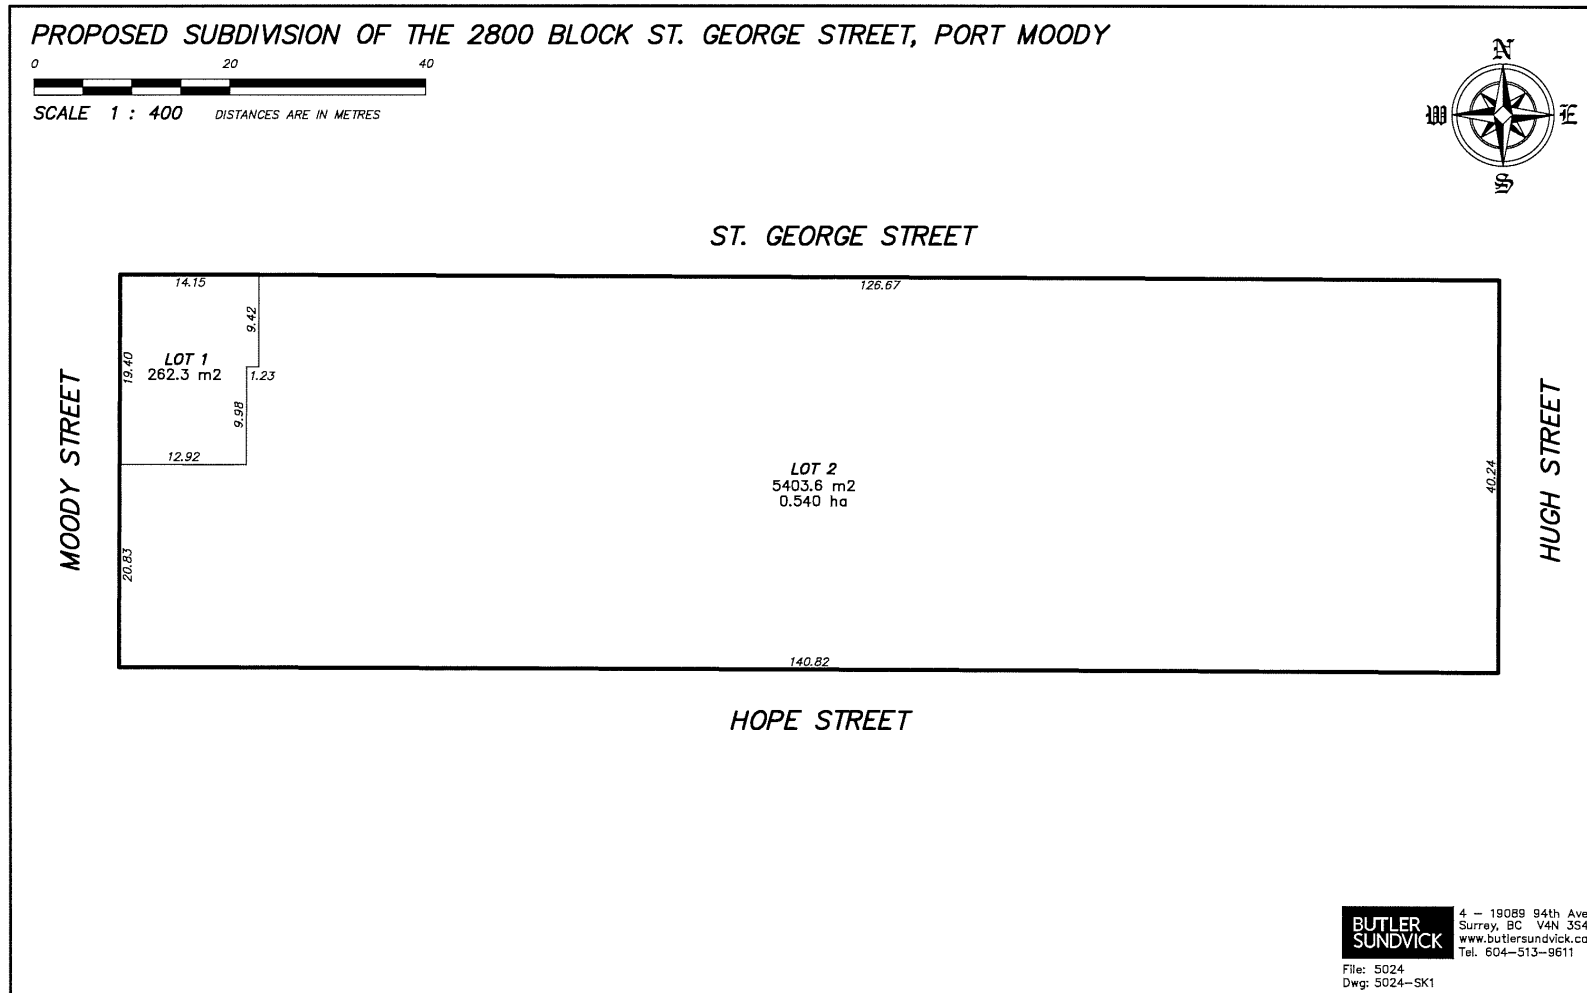 PROPOSED SUBDIVISION OF THE 2800 BLOCK ST. GEORGE STREET, PORT MOODY
0 20 40
SCALE 1 : 400 DISTANCES ARE IN METRES
N
W E
S
ST. GEORGE STREET
14.15
126.67
9.42
19.40
LOT 1
262.3 m2
1.23
9.98
12.92
MOODY STREET
LOT 2
5403.6 m2
0.540 ha
40.24
HUGH STREET
20.83
140.82
HOPE STREET
BUTLER
SUNDVICK
4 – 19089 94th Ave
Surrey, BC V4N 3S4
www.butlersundvick.ca
Tel. 604–513–9611
File: 5024
Dwg: 5024–SK1